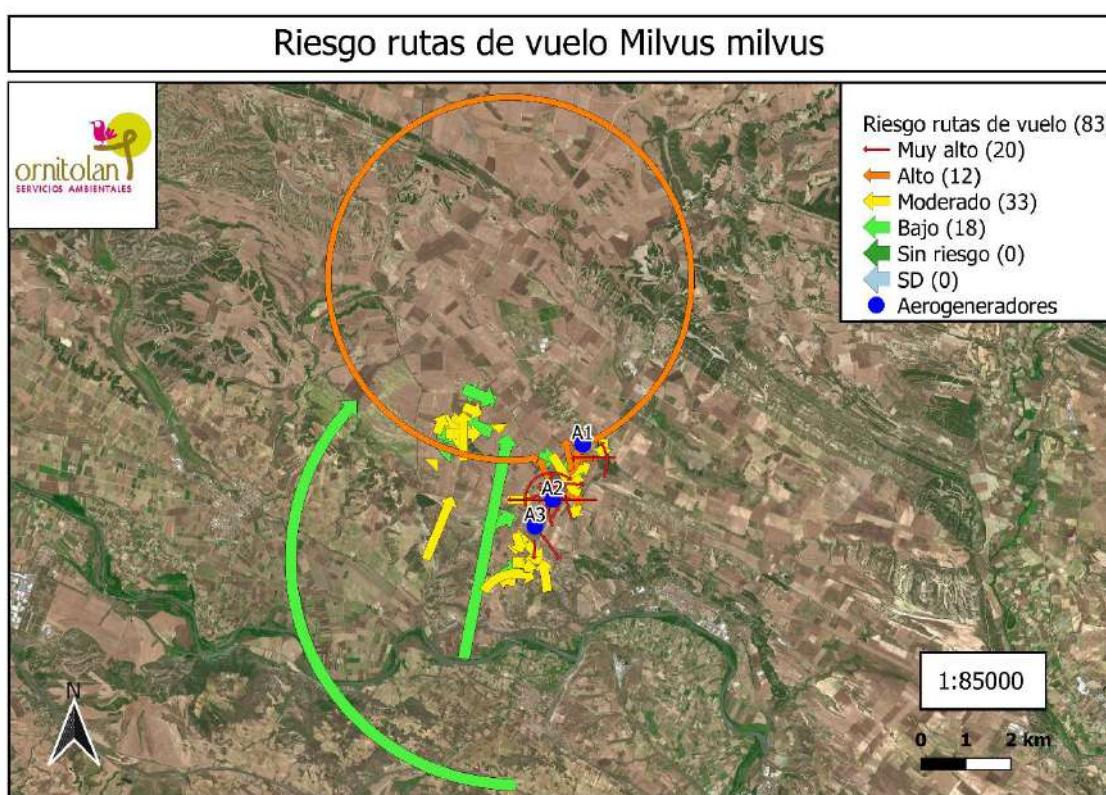 Riesgo rutas de vuelo Milvus milvus
ornitolan
SERVICIOS AMBIENTALES
Riesgo rutas de vuelo (83
Muy alto (20)
Alto (12)
Moderado (33)
Bajo (18)
Sin riesgo (0)
SD (0)
Aerogeneradores
A1
A2
A3
1:85000
N
0 1 2 km